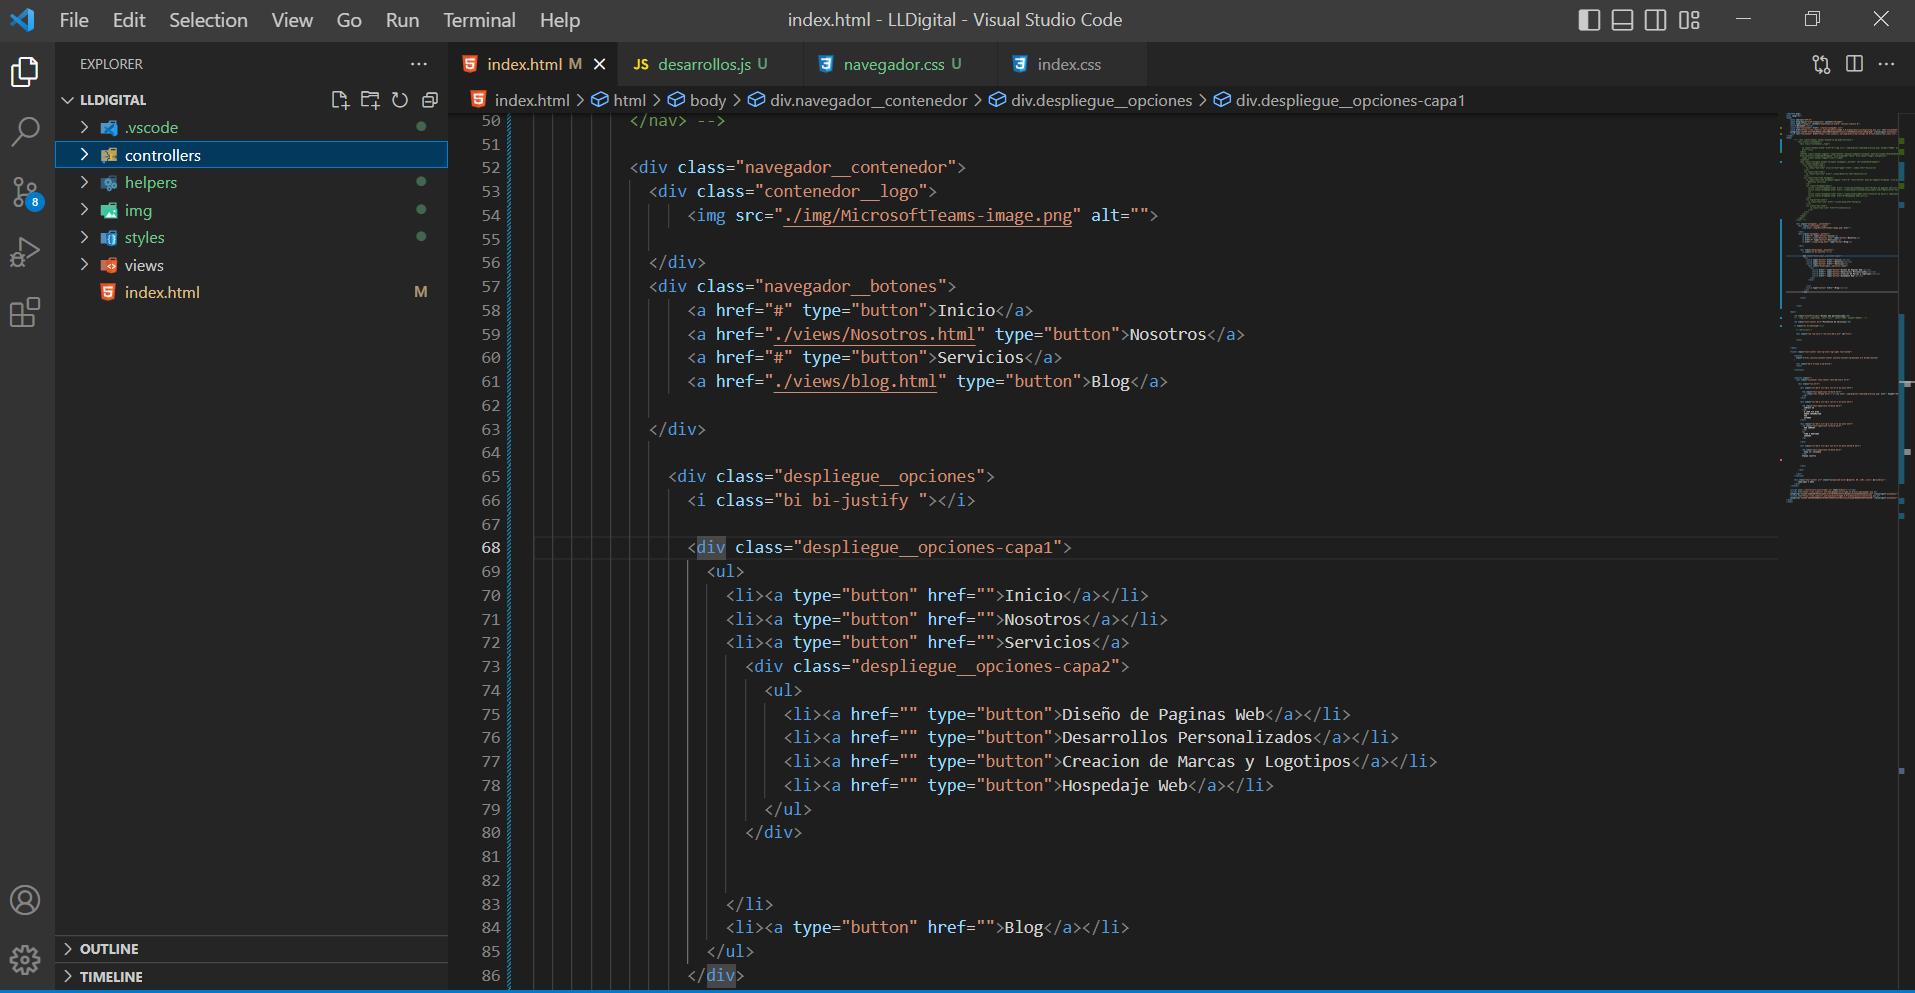 File Edit Selection View Go Run Terminal Help
index.html - LLDigital - Visual Studio Code
EXPLORER
LLDIGITAL
.vscode
controllers
helpers
img
styles
views
index.html M
OUTLINE
TIMELINE
8
index.html M JS desarrollos.js U navegador.css U index.css
index.html > html > body > div.navegador__contenedor > div.despliegue__opciones > div.despliegue__opciones-capa1
50 </nav> -->
51
52 <div class="navegador__contenedor">
53 <div class="contenedor__logo">
54 <img src="./img/MicrosoftTeams-image.png" alt="">
55
56 </div>
57 <div class="navegador__botones">
58 <a href="#" type="button">Inicio</a>
59 <a href="./views/Nosotros.html" type="button">Nosotros</a>
60 <a href="#" type="button">Servicios</a>
61 <a href="./views/blog.html" type="button">Blog</a>
62
63 </div>
64
65 <div class="despliegue__opciones">
66 <i class="bi bi-justify "></i>
67
68 <div class="despliegue__opciones-capa1">
69 <ul>
70 <li><a type="button" href="">Inicio</a></li>
71 <li><a type="button" href="">Nosotros</a></li>
72 <li><a type="button" href="">Servicios</a>
73 <div class="despliegue__opciones-capa2">
74 <ul>
75 <li><a href="" type="button">Diseño de Paginas Web</a></li>
76 <li><a href="" type="button">Desarrollos Personalizados</a></li>
77 <li><a href="" type="button">Creacion de Marcas y Logotipos</a></li>
78 <li><a href="" type="button">Hospedaje Web</a></li>
79 </ul>
80 </div>
81
82
83 </li>
84 <li><a type="button" href="">Blog</a></li>
85 </ul>
86 </div>